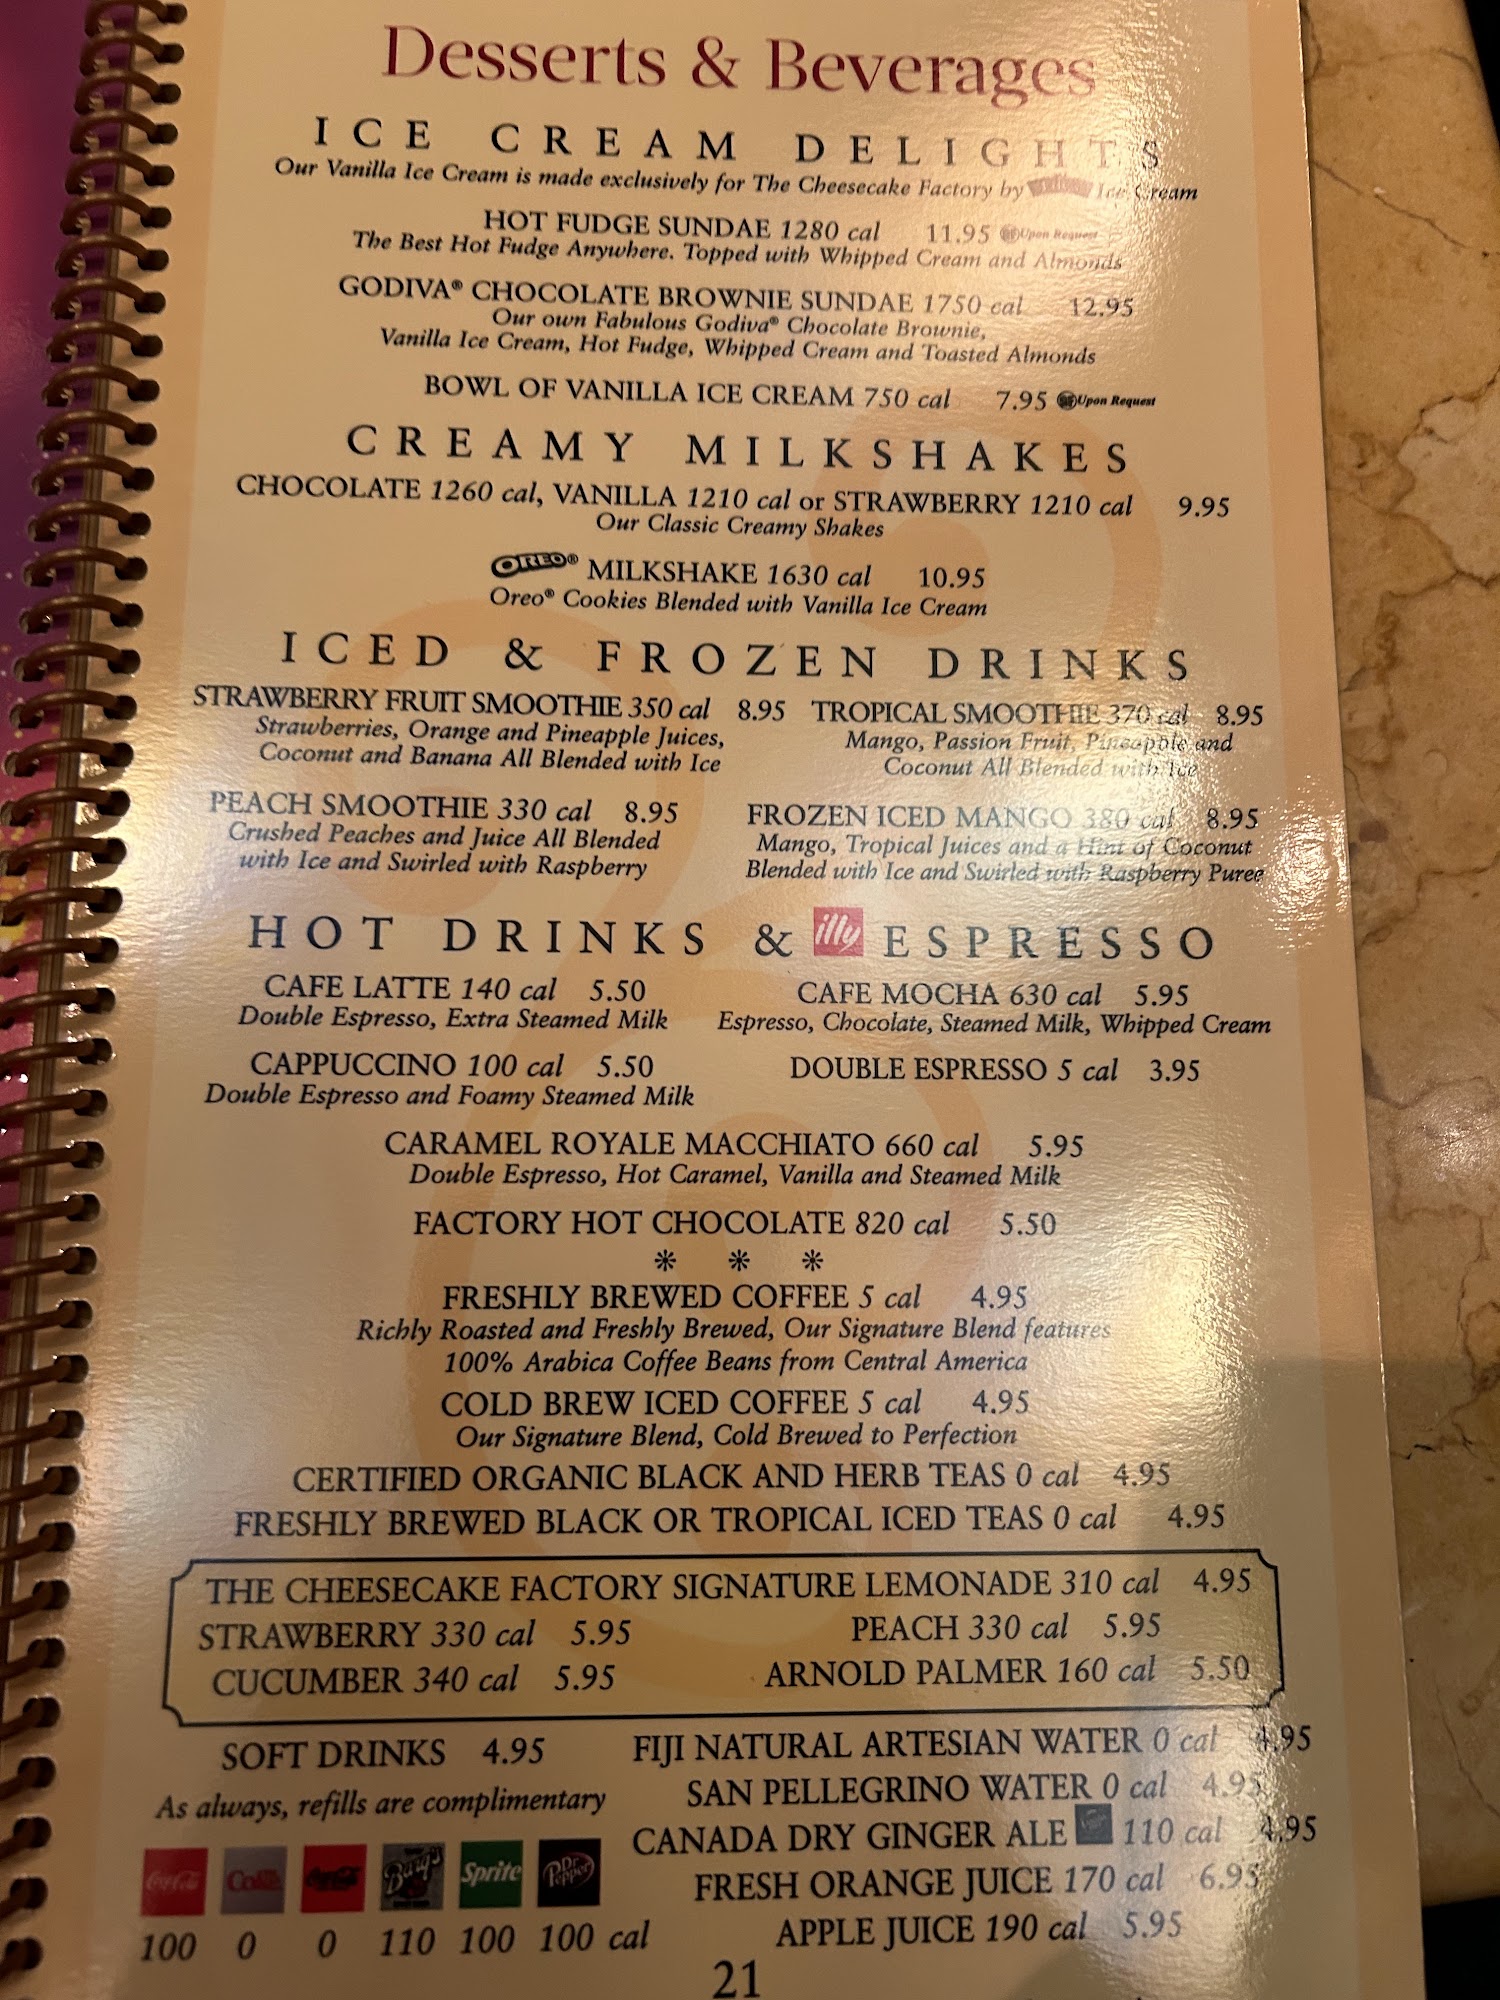 Desserts & Beverages
ICE CREAM DELIGHTS
Our Vanilla Ice Cream is made exclusively for The Cheesecake Factory by Ice Cream
HOT FUDGE SUNDAE 1280 cal 11.95 GF Upon Request
The Best Hot Fudge Anywhere. Topped with Whipped Cream and Almonds
GODIVA® CHOCOLATE BROWNIE SUNDAE 1750 cal 12.95
Our own Fabulous Godiva® Chocolate Brownie,
Vanilla Ice Cream, Hot Fudge, Whipped Cream and Toasted Almonds
BOWL OF VANILLA ICE CREAM 750 cal 7.95 GF Upon Request
CREAMY MILKSHAKES
CHOCOLATE 1260 cal, VANILLA 1210 cal or STRAWBERRY 1210 cal 9.95
Our Classic Creamy Shakes
OREO® MILKSHAKE 1630 cal 10.95
Oreo® Cookies Blended with Vanilla Ice Cream
ICED & FROZEN DRINKS
STRAWBERRY FRUIT SMOOTHIE 350 cal 8.95
Strawberries, Orange and Pineapple Juices,
Coconut and Banana All Blended with Ice
TROPICAL SMOOTHIE 370 cal 8.95
Mango, Passion Fruit, Pineapple and
Coconut All Blended with Ice
PEACH SMOOTHIE 330 cal 8.95
Crushed Peaches and Juice All Blended
with Ice and Swirled with Raspberry
FROZEN ICED MANGO 380 cal 8.95
Mango, Tropical Juices and a Hint of Coconut
Blended with Ice and Swirled with Raspberry Puree
HOT DRINKS & illy ESPRESSO
CAFE LATTE 140 cal 5.50
Double Espresso, Extra Steamed Milk
CAFE MOCHA 630 cal 5.95
Espresso, Chocolate, Steamed Milk, Whipped Cream
CAPPUCCINO 100 cal 5.50
Double Espresso and Foamy Steamed Milk
DOUBLE ESPRESSO 5 cal 3.95
CARAMEL ROYALE MACCHIATO 660 cal 5.95
Double Espresso, Hot Caramel, Vanilla and Steamed Milk
FACTORY HOT CHOCOLATE 820 cal 5.50
* * *
FRESHLY BREWED COFFEE 5 cal 4.95
Richly Roasted and Freshly Brewed, Our Signature Blend features
100% Arabica Coffee Beans from Central America
COLD BREW ICED COFFEE 5 cal 4.95
Our Signature Blend, Cold Brewed to Perfection
CERTIFIED ORGANIC BLACK AND HERB TEAS 0 cal 4.95
FRESHLY BREWED BLACK OR TROPICAL ICED TEAS 0 cal 4.95
THE CHEESECAKE FACTORY SIGNATURE LEMONADE 310 cal 4.95
STRAWBERRY 330 cal 5.95
PEACH 330 cal 5.95
CUCUMBER 340 cal 5.95
ARNOLD PALMER 160 cal 5.50
SOFT DRINKS 4.95
As always, refills are complimentary
Coca-Cola Coke Coca-Cola Barq's Sprite Dr Pepper
100 0 0 110 100 100 cal
FIJI NATURAL ARTESIAN WATER 0 cal 4.95
SAN PELLEGRINO WATER 0 cal 4.95
CANADA DRY GINGER ALE 110 cal 4.95
FRESH ORANGE JUICE 170 cal 6.95
APPLE JUICE 190 cal 5.95
21